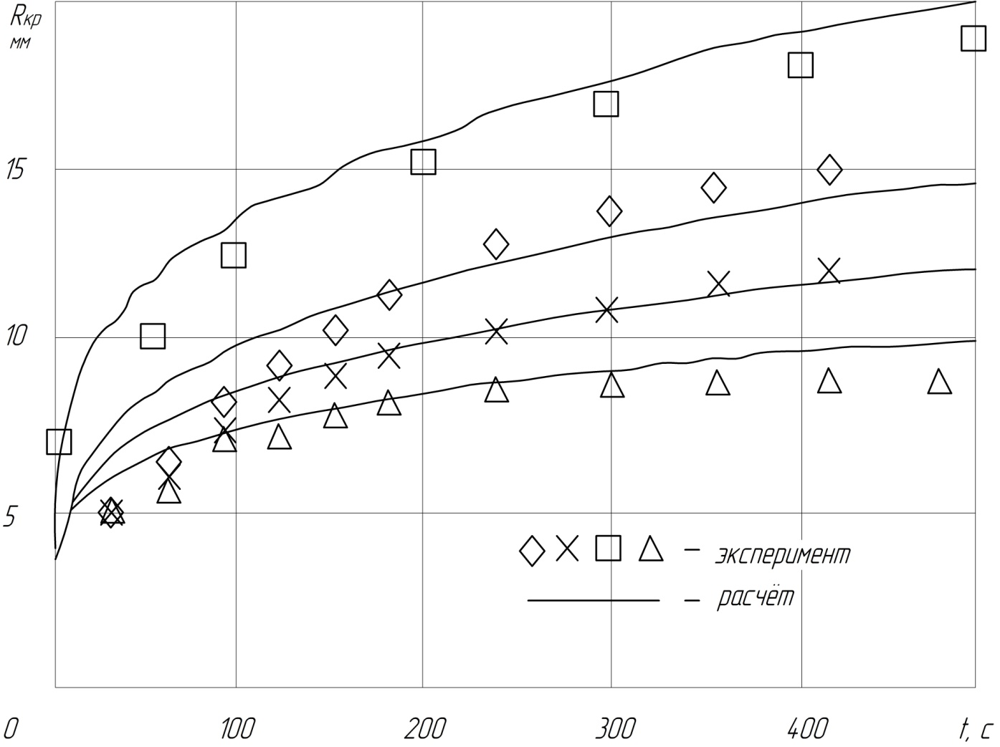 Rкр
мм
15
10
5
— эксперимент
— расчёт
0 100 200 300 400 t, с